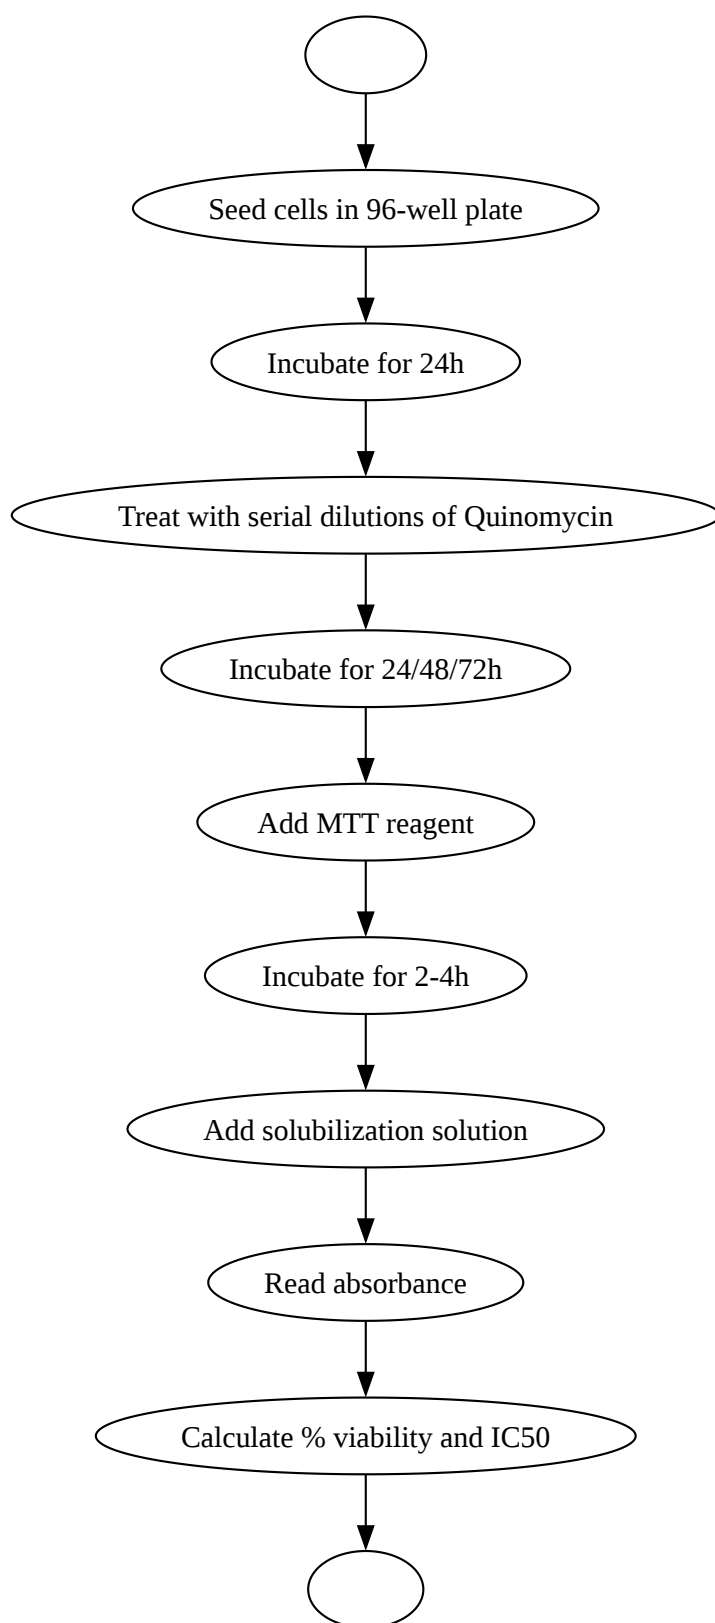 Seed cells in 96-well plate
Incubate for 24h
Treat with serial dilutions of Quinomycin
Incubate for 24/48/72h
Add MTT reagent
Incubate for 2-4h
Add solubilization solution
Read absorbance
Calculate % viability and IC50